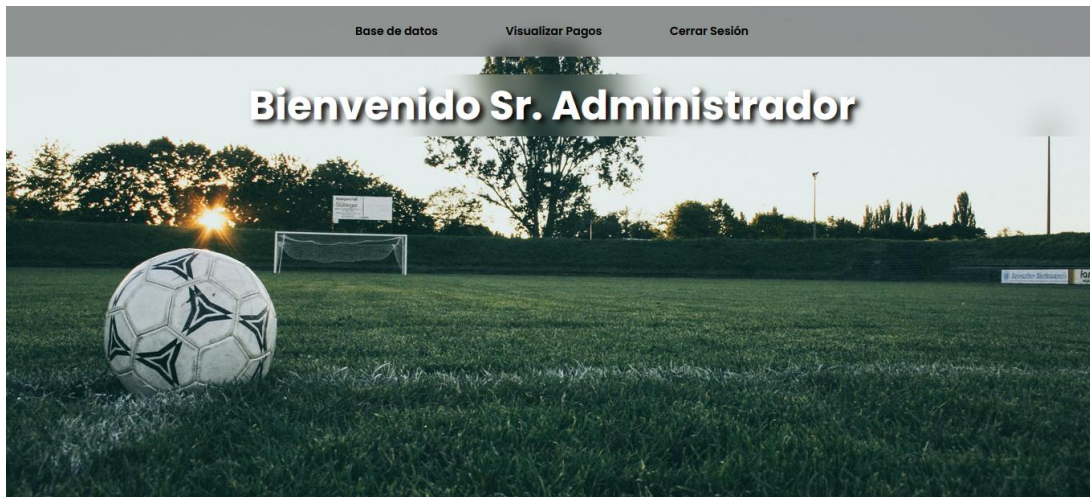 Base de datos
Visualizar Pagos
Cerrar Sesión
Bienvenido Sr. Administrador